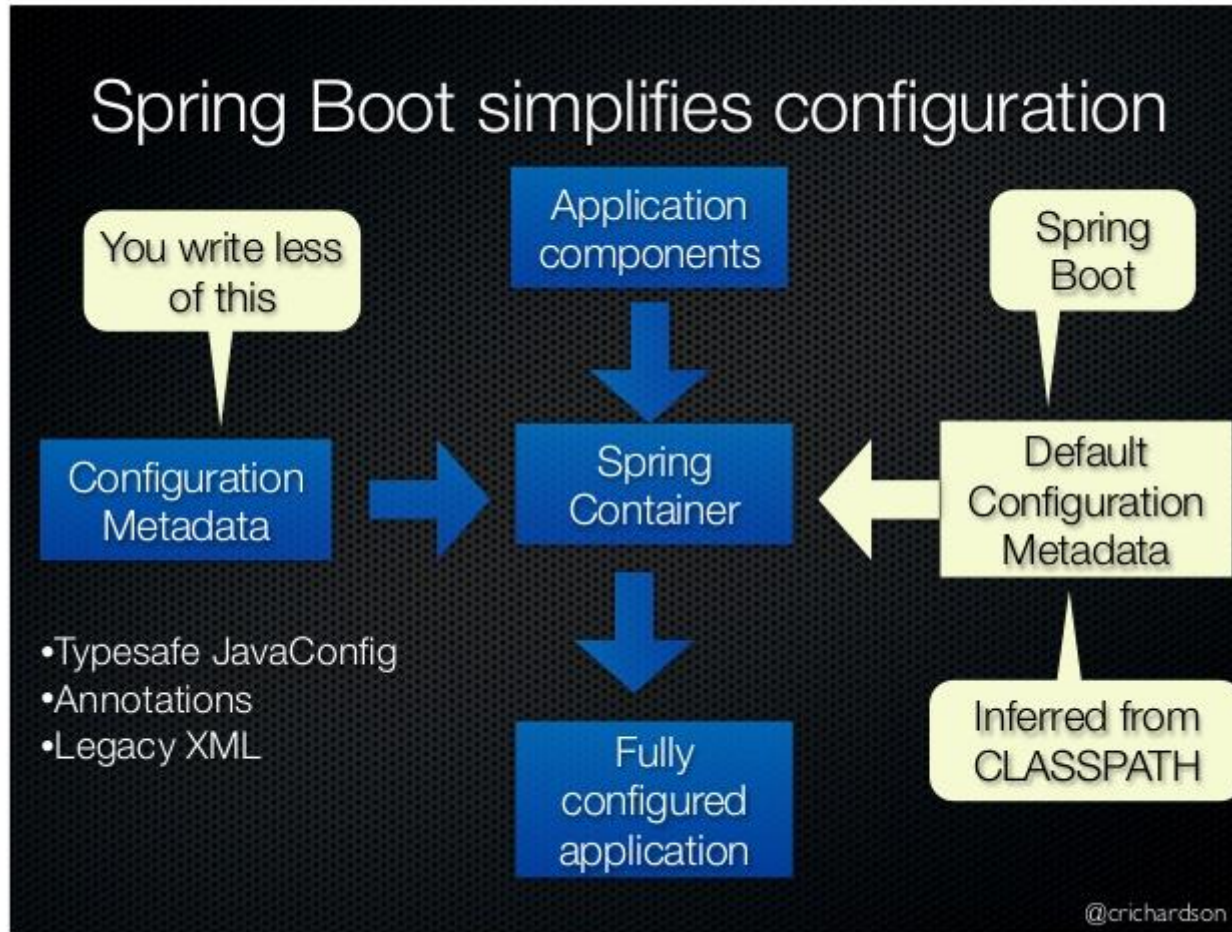 Spring Boot simplifies configuration
Application
components
You write less
of this
Spring
Boot
Configuration
Metadata
Spring
Container
Default
Configuration
Metadata
•Typesafe JavaConfig
•Annotations
•Legacy XML
Fully
configured
application
Inferred from
CLASSPATH
@crichardson